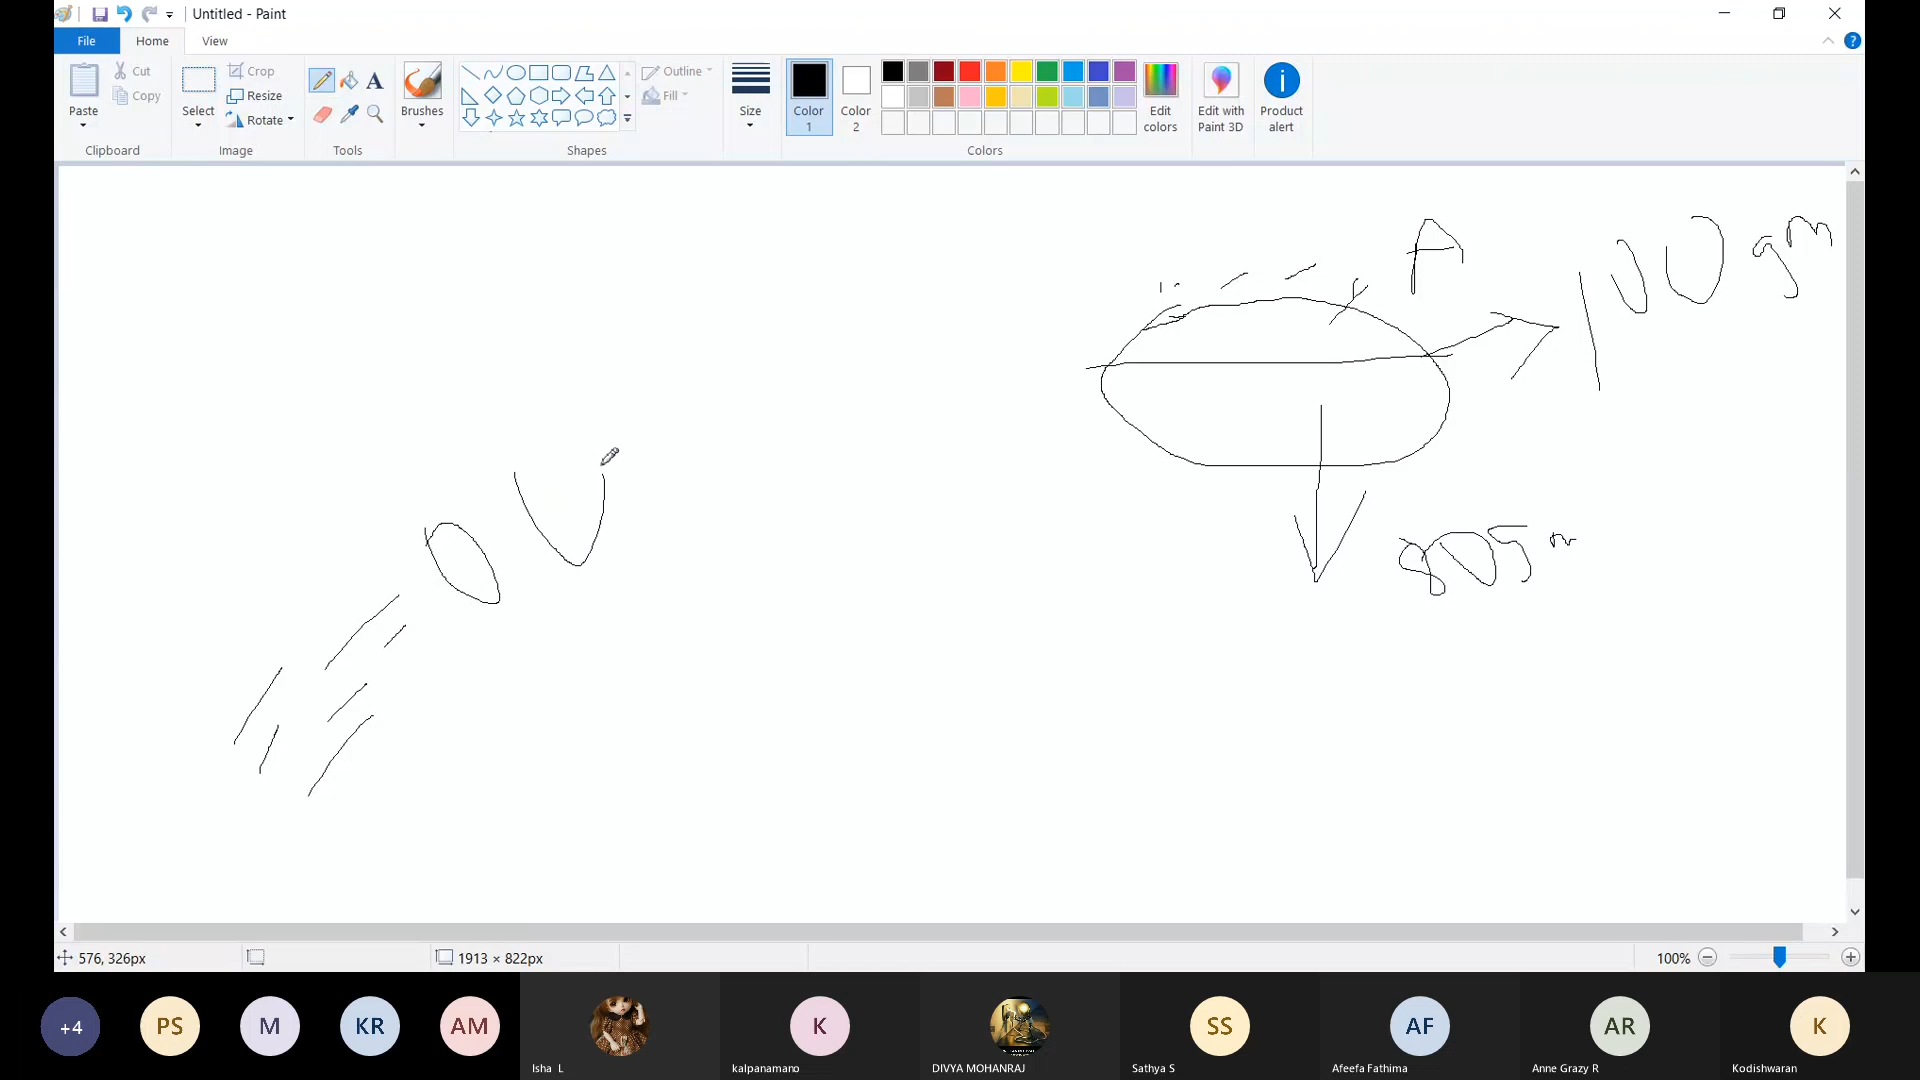 Untitled - Paint
File
Home
View
Paste
Cut
Copy
Clipboard
Select
Crop
Resize
Rotate
Image
Tools
Brushes
Shapes
Outline
Fill
Size
Color
1
Color
2
Colors
Edit
colors
Edit with
Paint 3D
Product
alert
A
100 gm
805 m
576, 326px
1913 × 822px
100%
+4
PS
M
KR
AM
Isha L
K
kalpanamano
DIVYA MOHANRAJ
SS
Sathya S
AF
Afeefa Fathima
AR
Anne Grazy R
K
Kodishwaran